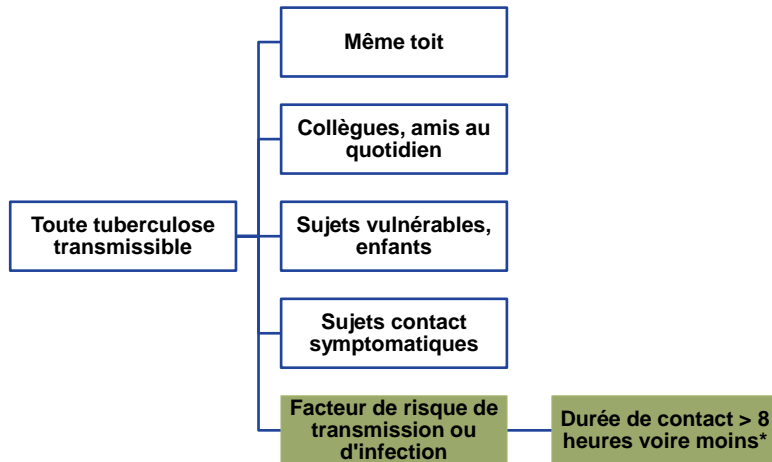 Même toit
Collègues, amis au
quotidien
Toute tuberculose
transmissible
Sujets vulnérables,
enfants
Sujets contact
symptomatiques
Facteur de risque de
transmission ou
d'infection
Durée de contact > 8
heures voire moins*